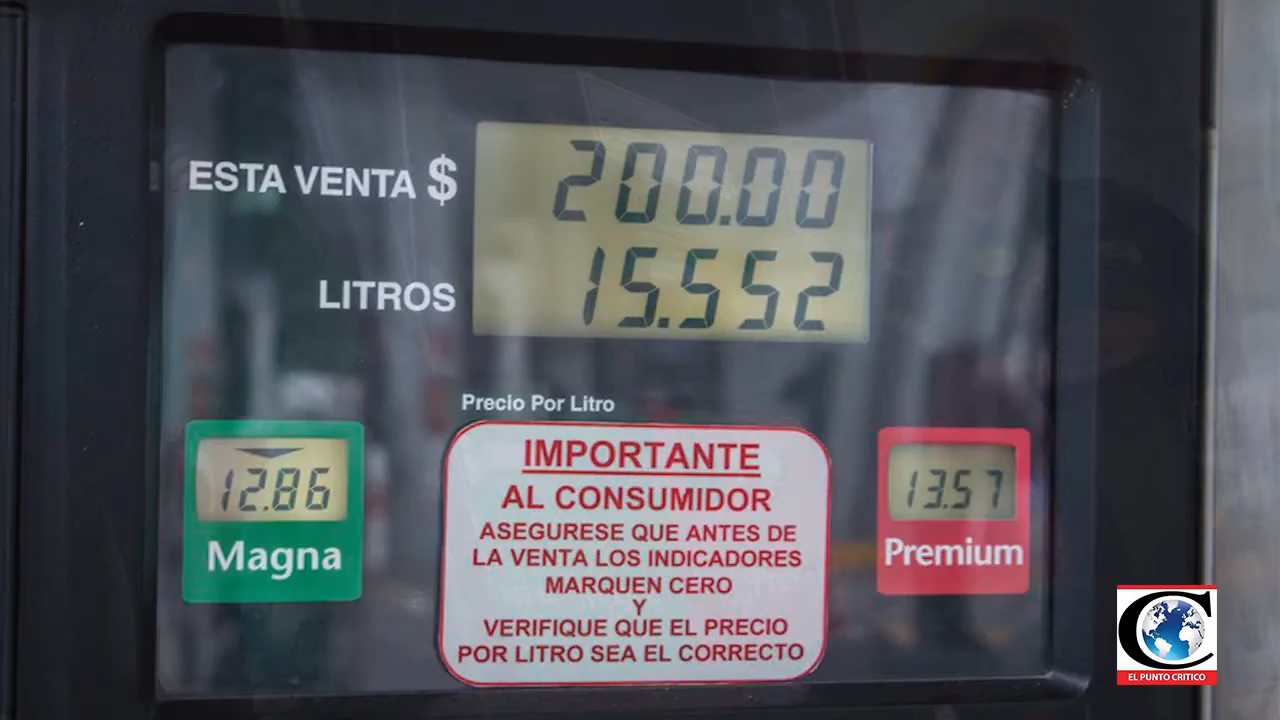 ESTA VENTA $ 200.00
LITROS 15.552
Precio Por Litro
12.86
Magna
IMPORTANTE
AL CONSUMIDOR
ASEGURESE QUE ANTES DE
LA VENTA LOS INDICADORES
MARQUEN CERO
Y
VERIFIQUE QUE EL PRECIO
POR LITRO SEA EL CORRECTO
13.57
Premium
C
EL PUNTO CRITICO